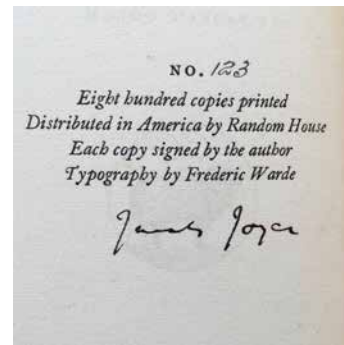 NO. 123
Eight hundred copies printed
Distributed in America by Random House
Each copy signed by the author
Typography by Frederic Warde
James Joyce